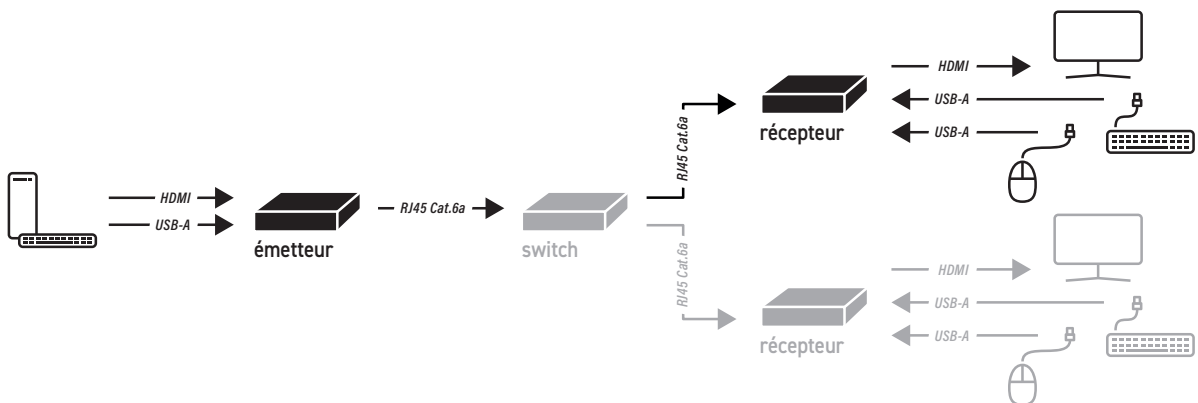 HDMI
USB-A
émetteur
RJ45 Cat.6a
switch
RJ45 Cat.6a
récepteur
HDMI
USB-A
USB-A
RJ45 Cat.6a
récepteur
HDMI
USB-A
USB-A